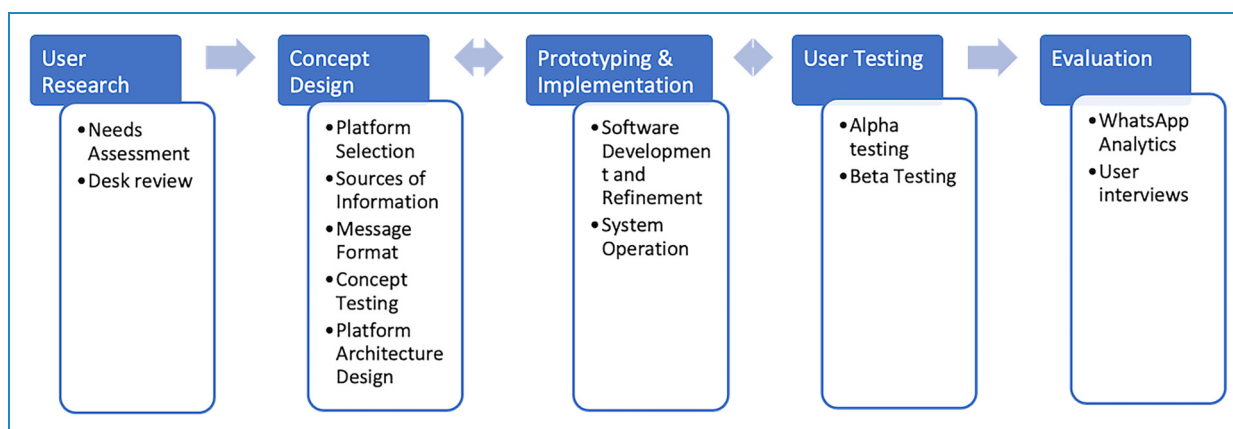 User
Research
•Needs
Assessment
•Desk review
Concept
Design
•Platform
Selection
•Sources of
Information
•Message
Format
•Concept
Testing
•Platform
Architecture
Design
Prototyping &
Implementation
•Software
Developmen
t and
Refinement
•System
Operation
User Testing
•Alpha
testing
•Beta Testing
Evaluation
•WhatsApp
Analytics
•User
interviews